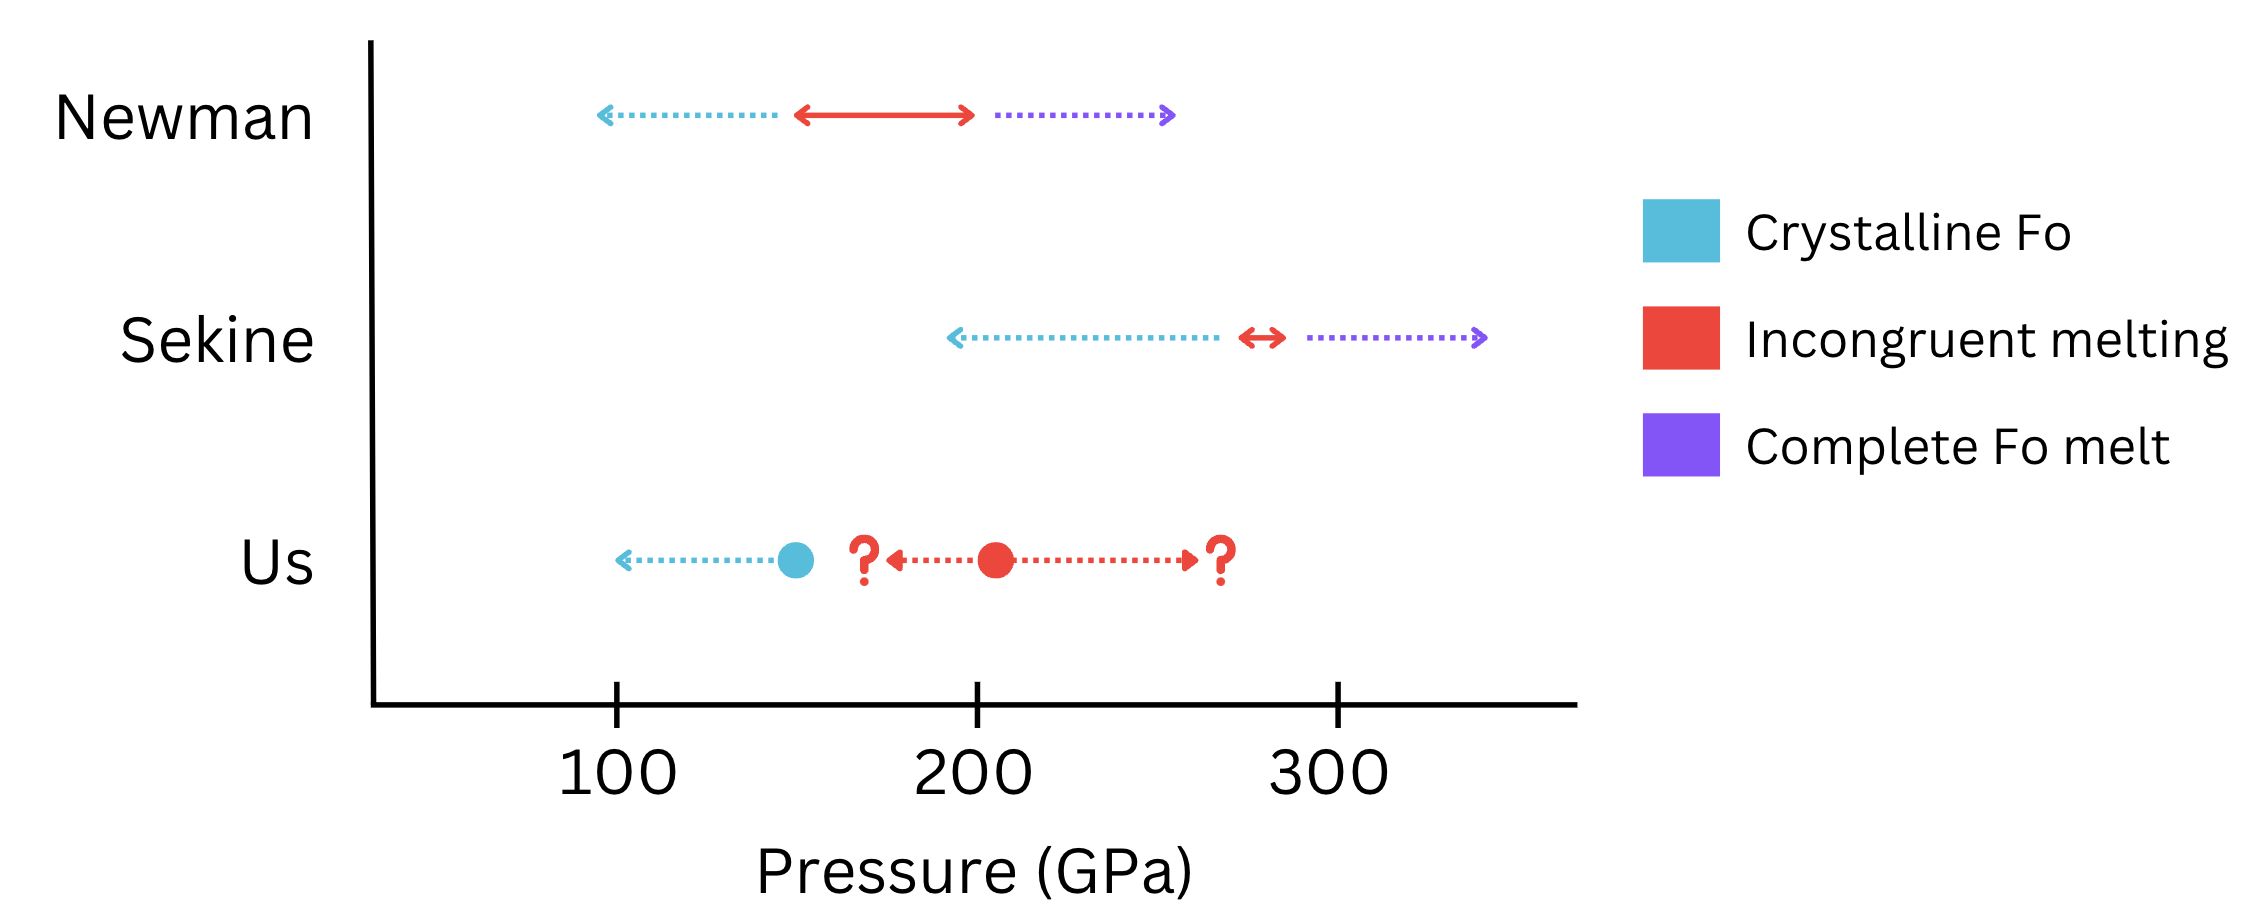 Newman
Sekine
Us
? ?
100 200 300
Pressure (GPa)
Crystalline Fo
Incongruent melting
Complete Fo melt